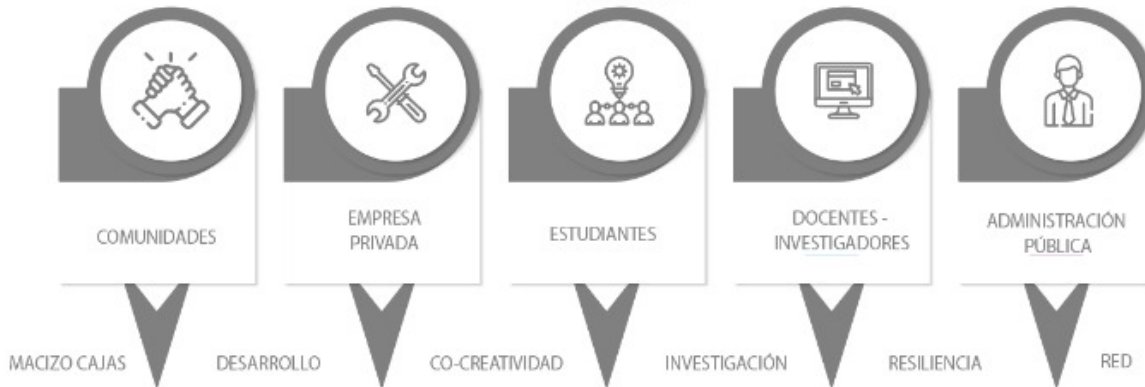 COMUNIDADES
EMPRESA
PRIVADA
ESTUDIANTES
DOCENTES -
INVESTIGADORES
ADMINISTRACIÓN
PÚBLICA
MACIZO CAJAS
DESARROLLO
CO-CREATIVIDAD
INVESTIGACIÓN
RESILIENCIA
RED